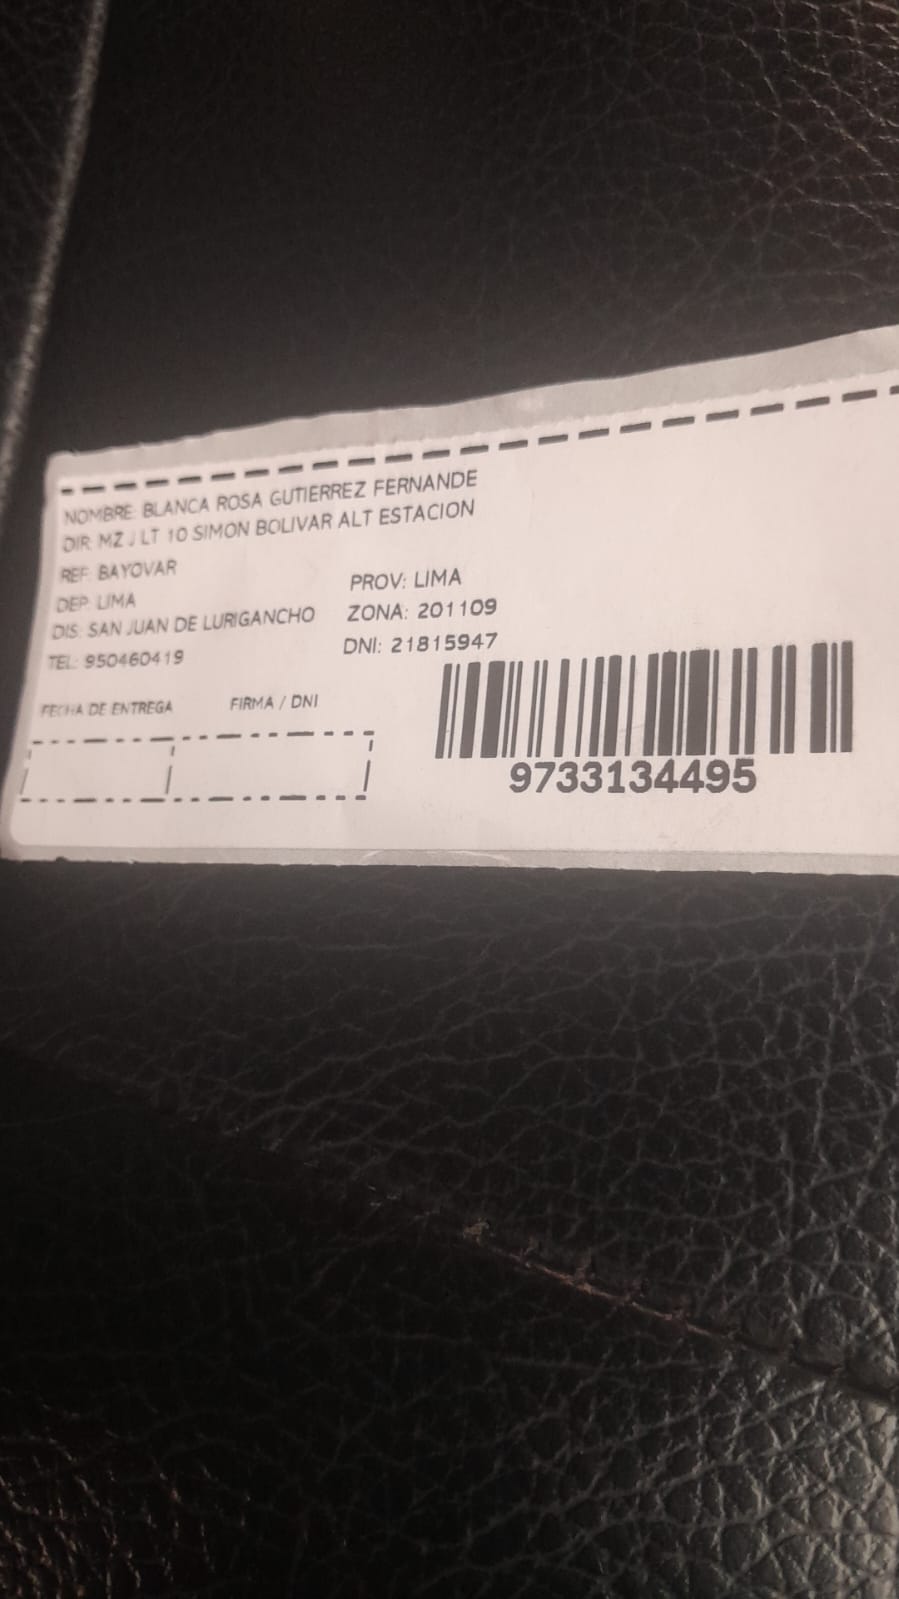 NOMBRE: BLANCA ROSA GUTIERREZ FERNANDE
DIR: MZ J LT 10 SIMON BOLIVAR ALT ESTACION
REF: BAYOVAR
DEP: LIMA
PROV: LIMA
DIS: SAN JUAN DE LURIGANCHO
ZONA: 201109
TEL: 950460419
DNI: 21815947
FECHA DE ENTREGA
FIRMA / DNI
9733134495